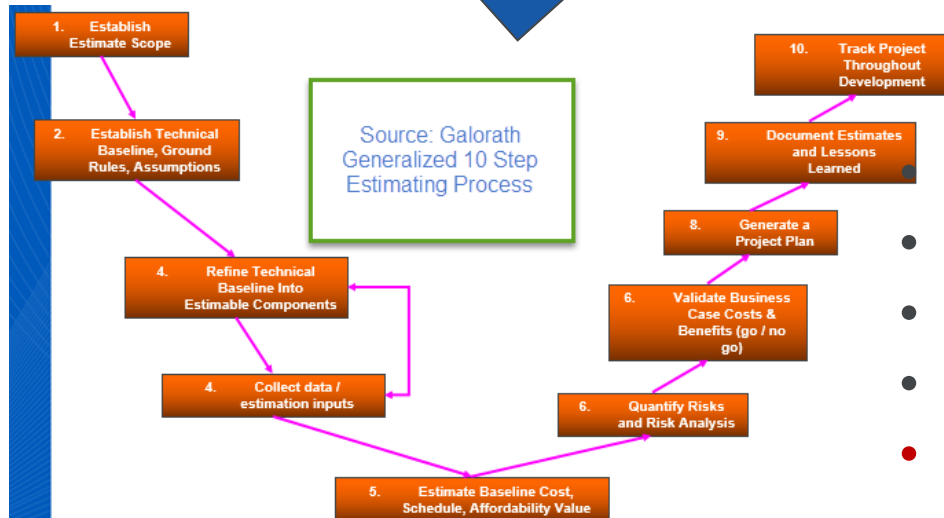 1. Establish
Estimate Scope
2. Establish Technical
Baseline, Ground
Rules, Assumptions
4. Refine Technical
Baseline Into
Estimable Components
4. Collect data /
estimation inputs
5. Estimate Baseline Cost,
Schedule, Affordability Value
6. Quantify Risks
and Risk Analysis
6. Validate Business
Case Costs &
Benefits (go / no
go)
8. Generate a
Project Plan
9. Document Estimates
and Lessons
Learned
10. Track Project
Throughout
Development
Source: Galorath
Generalized 10 Step
Estimating Process